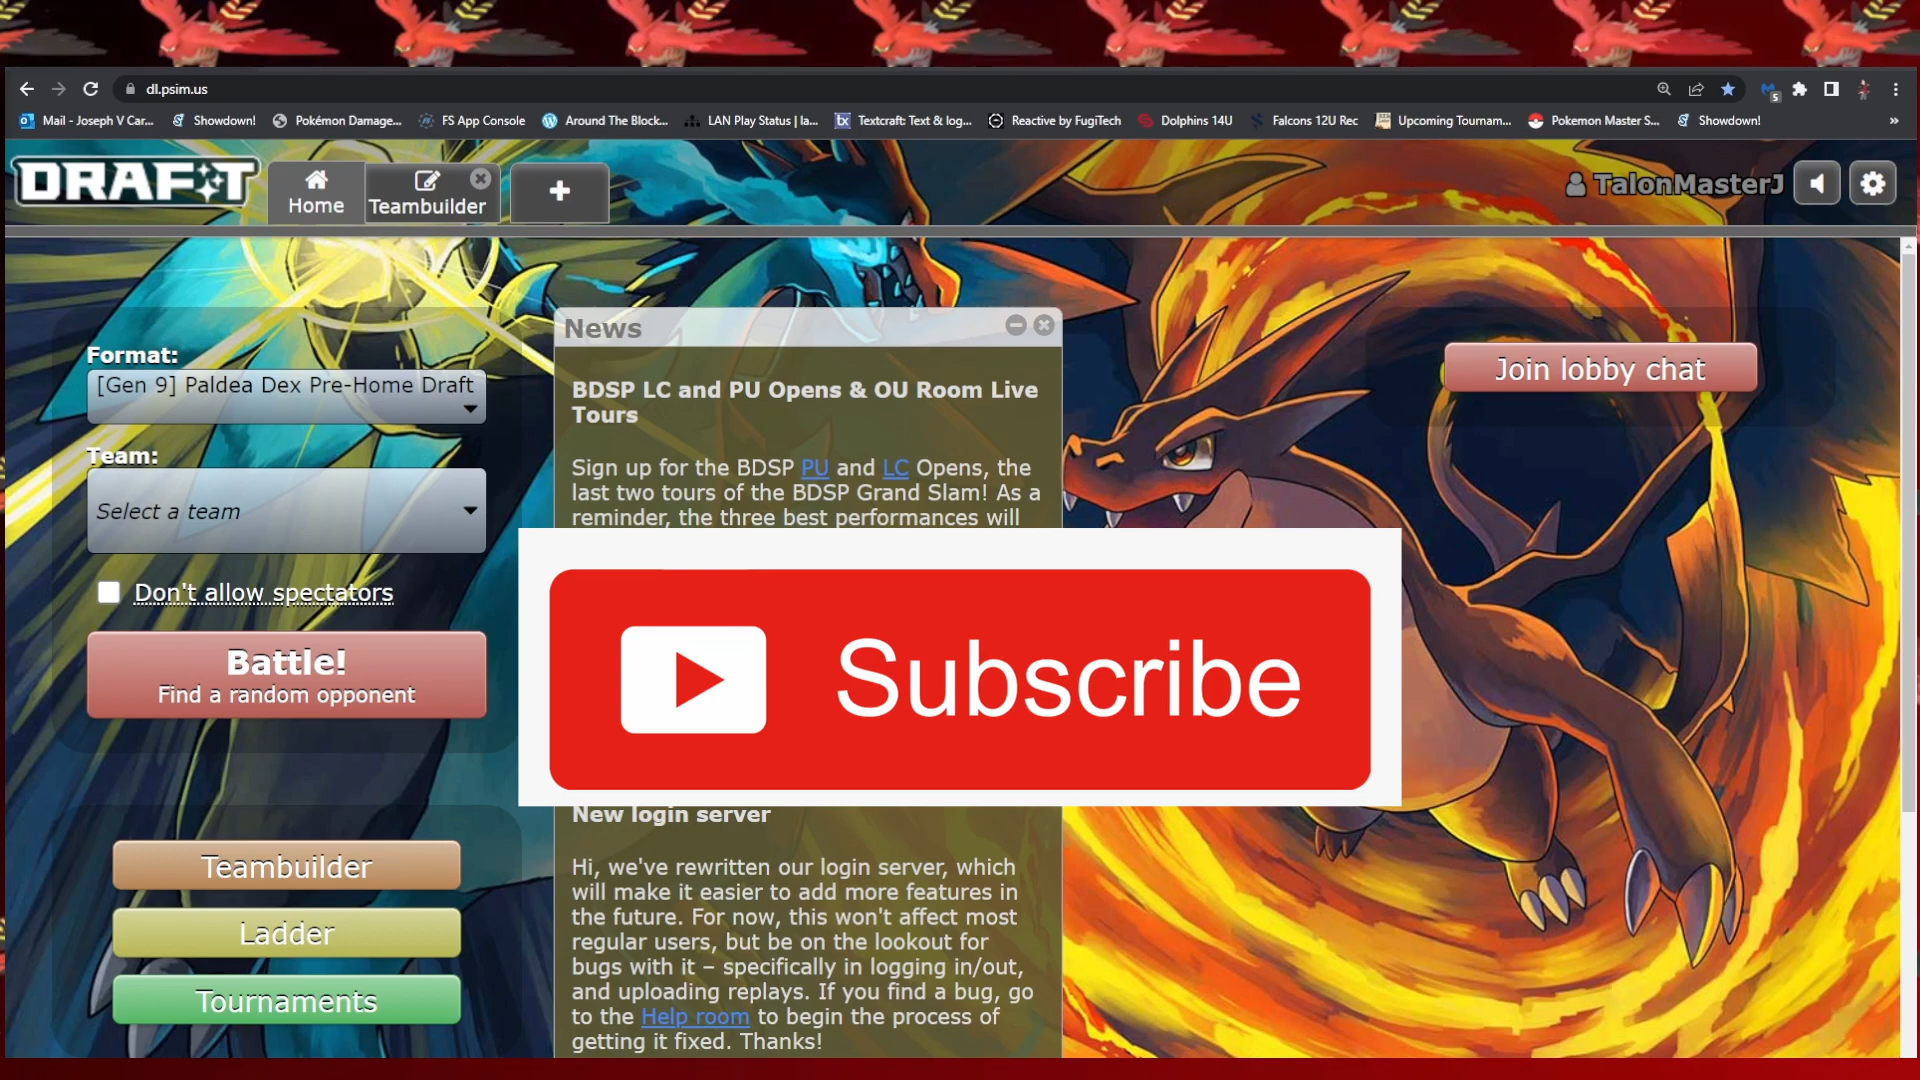 dl.psim.us
Mail - Joseph V Car... Showdown! Pokémon Damage... FS App Console Around The Block... LAN Play Status | la... tx Textcraft: Text & log... Reactive by FugiTech Dolphins 14U Falcons 12U Rec Upcoming Tournam... Pokemon Master S... Showdown! »
DRAFT
Home
Teambuilder
+
TalonMasterJ
Format:
[Gen 9] Paldea Dex Pre-Home Draft
Team:
Select a team
Don't allow spectators
Battle!
Find a random opponent
Teambuilder
Ladder
Tournaments
News
BDSP LC and PU Opens & OU Room Live
Tours
Sign up for the BDSP PU and LC Opens, the
last two tours of the BDSP Grand Slam! As a
reminder, the three best performances will
Subscribe
New login server
Hi, we've rewritten our login server, which
will make it easier to add more features in
the future. For now, this won't affect most
regular users, but be on the lookout for
bugs with it – specifically in logging in/out,
and uploading replays. If you find a bug, go
to the Help room to begin the process of
getting it fixed. Thanks!
Join lobby chat